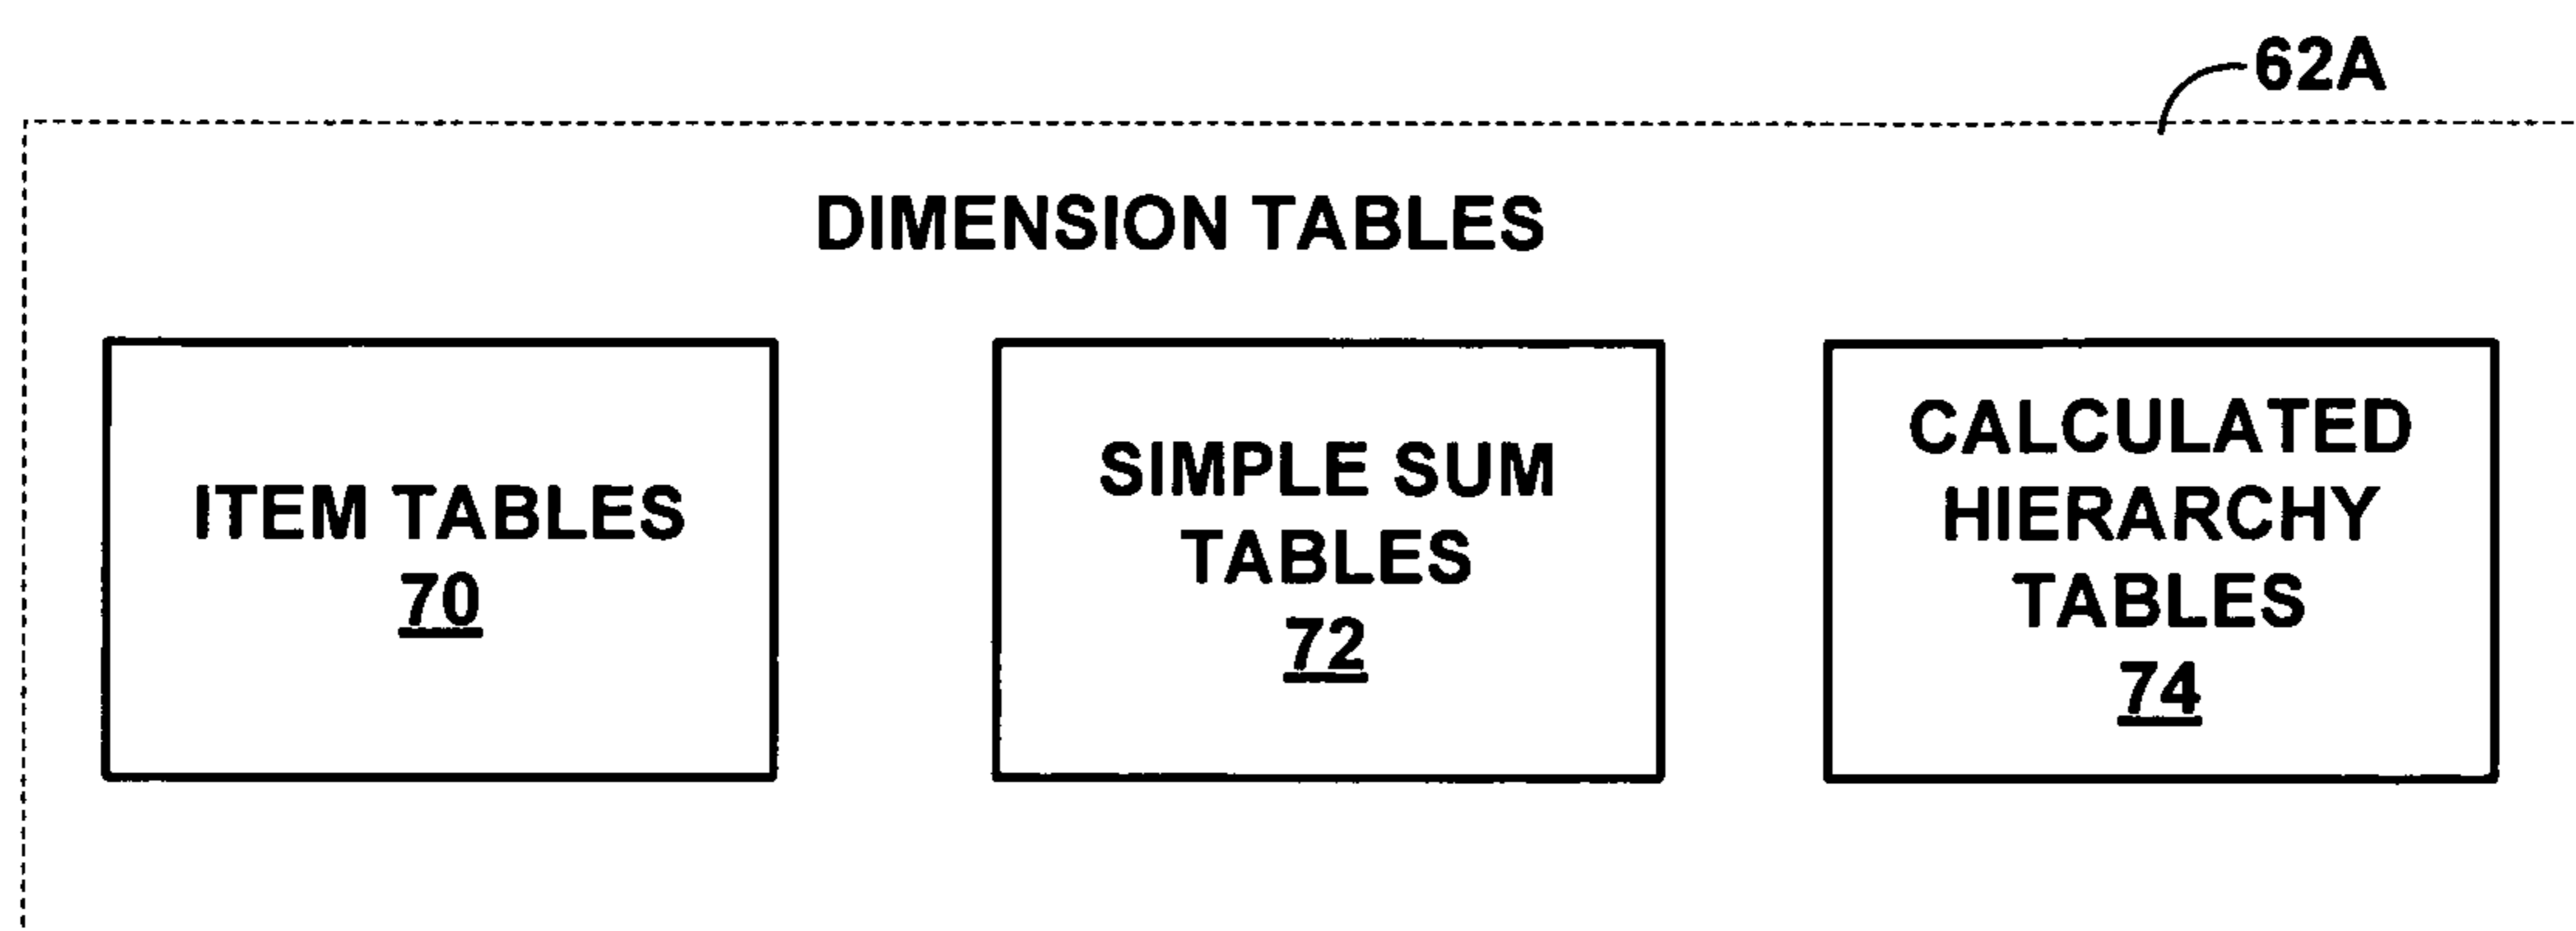 62A
DIMENSION TABLES
ITEM TABLES
70
SIMPLE SUM
TABLES
72
CALCULATED
HIERARCHY
TABLES
74